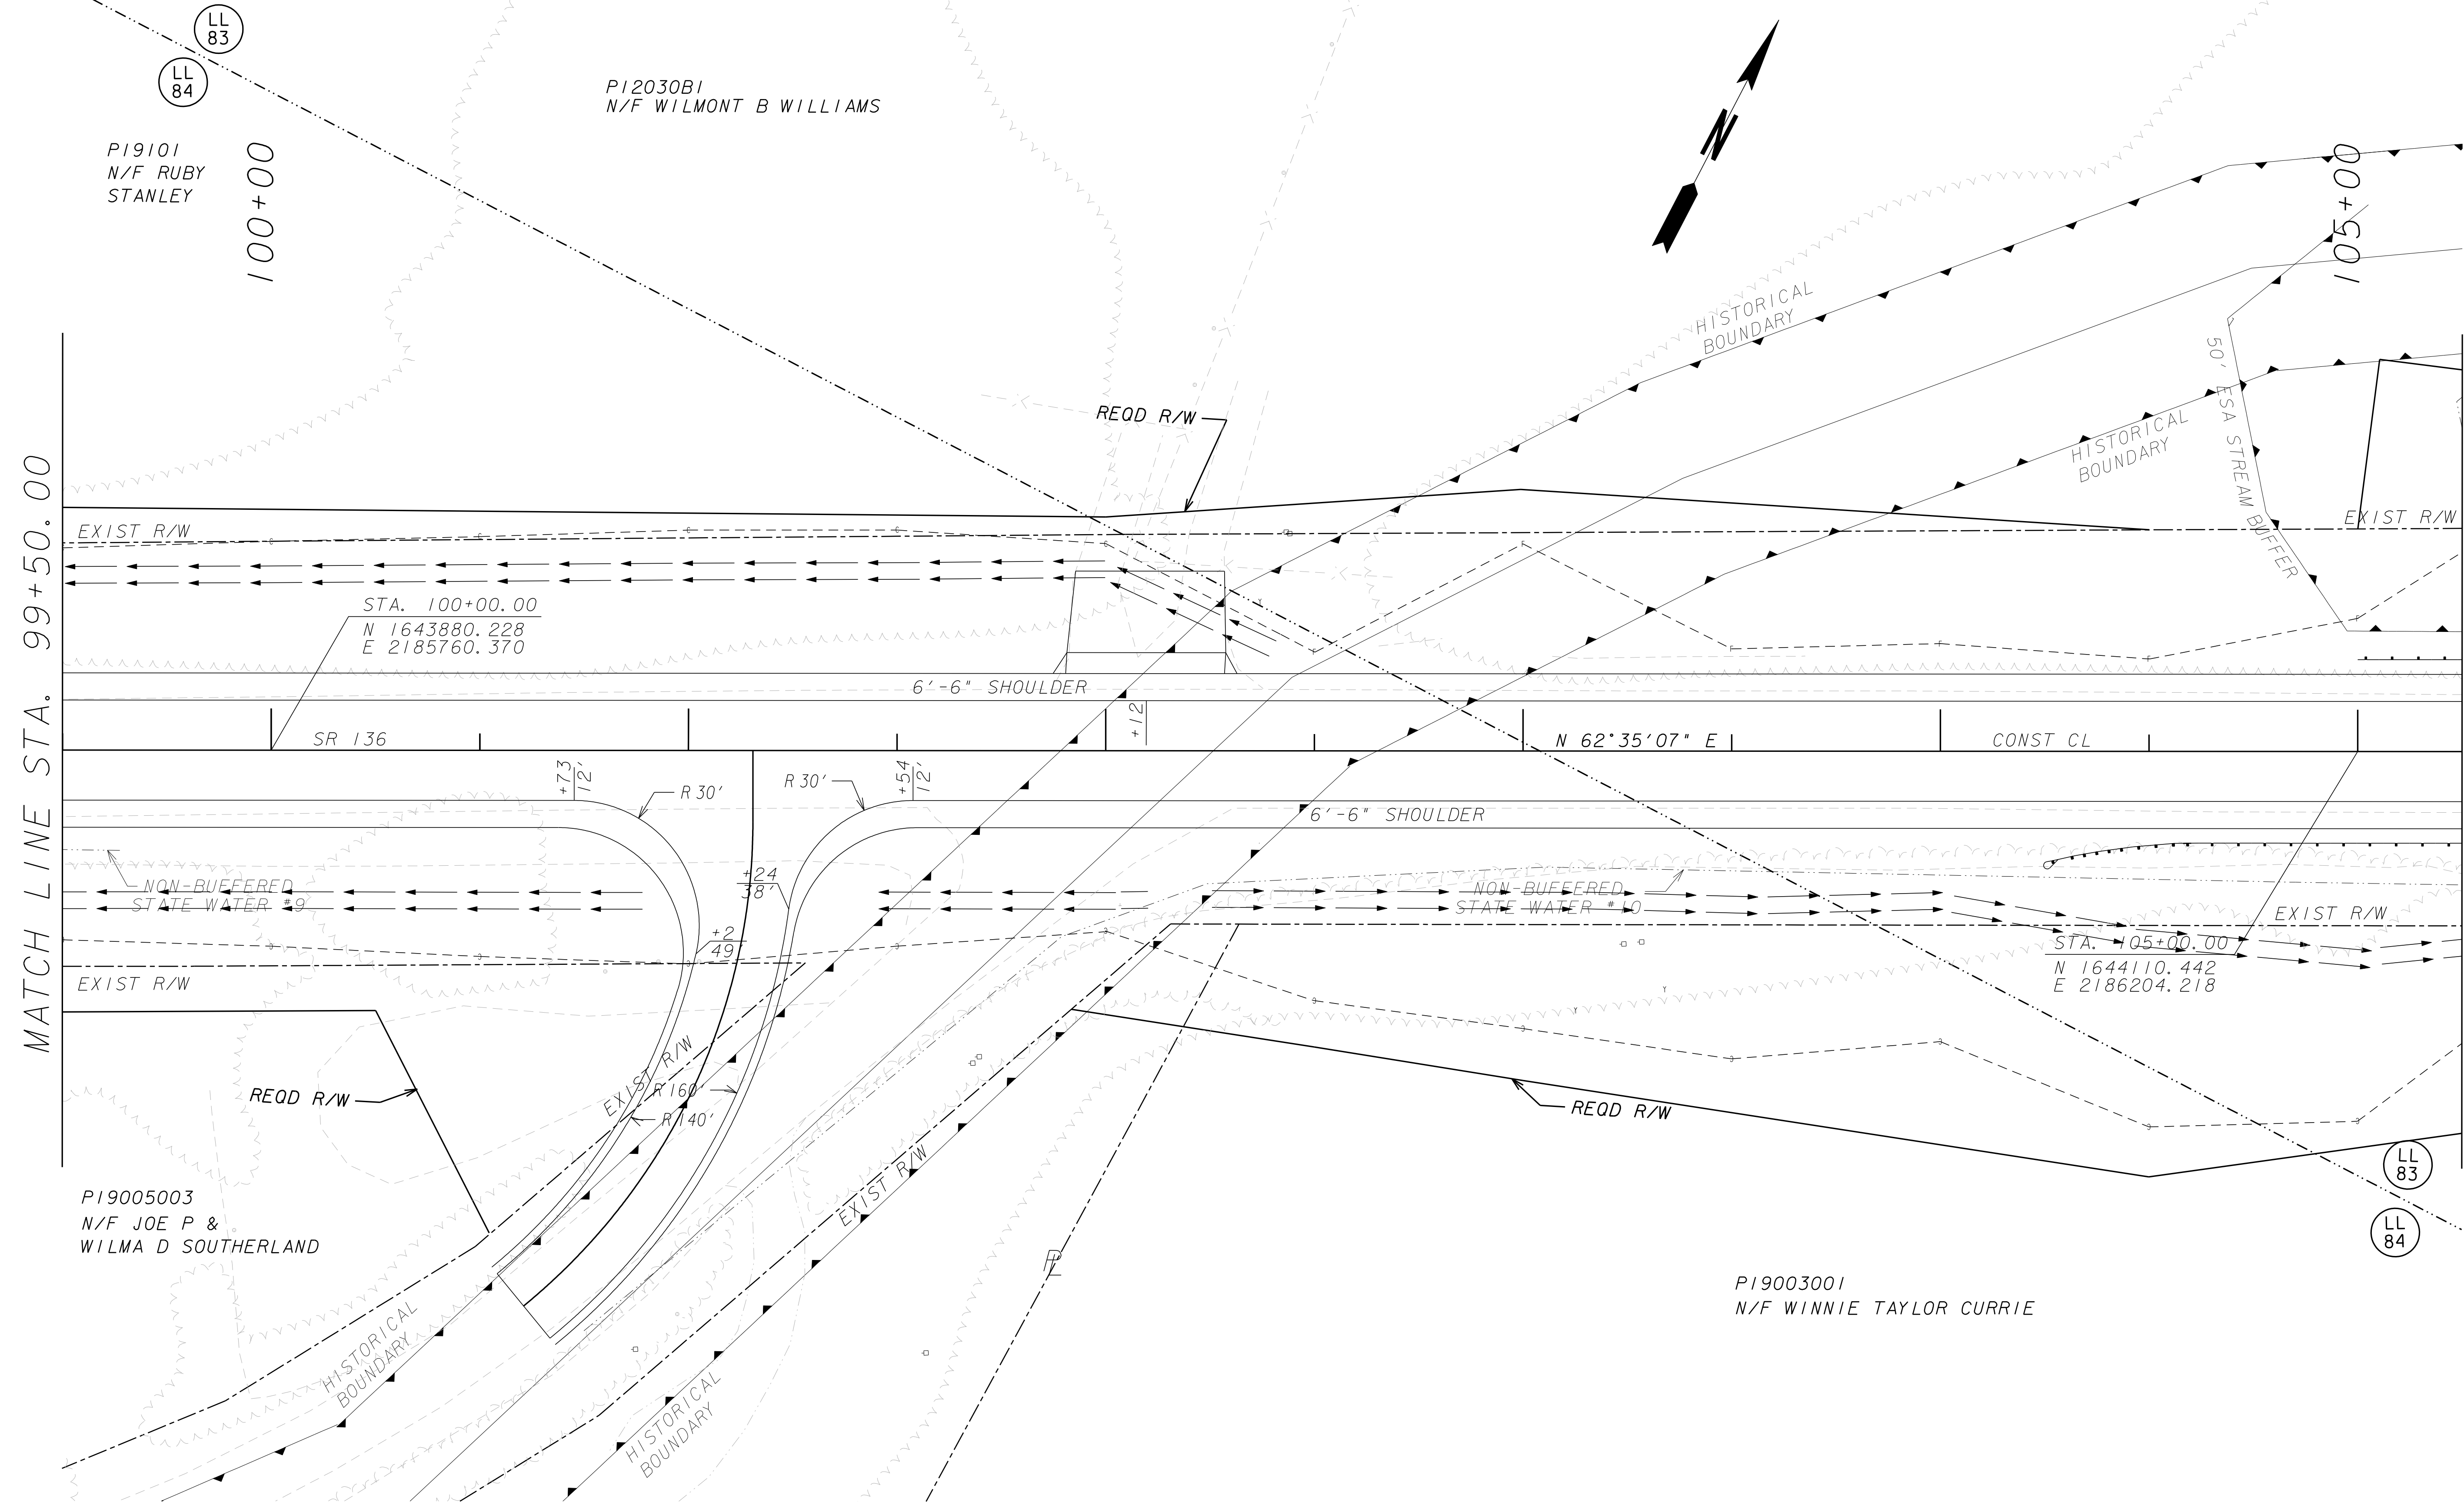 LL
83
LL
84
P12030B1
N/F WILMONT B WILLIAMS
P19101
N/F RUBY
STANLEY
100+00
N
105+00
HISTORICAL
BOUNDARY
HISTORICAL
BOUNDARY
50' ESA STREAM BUFFER
REQD R/W
MATCH LINE STA. 99+50.00
EXIST R/W
EXIST R/W
STA. 100+00.00
N 1643880.228
E 2185760.370
6'-6" SHOULDER
+12
SR 136
N 62°35'07" E
CONST CL
+73
12'
R 30'
R 30'
+54
12'
6'-6" SHOULDER
+24
38'
NON-BUFFERED
STATE WATER #9
NON-BUFFERED
STATE WATER #10
EXIST R/W
+2
49'
STA. 105+00.00
N 1644110.442
E 2186204.218
EXIST R/W
EXIST R/W
REQD R/W
R 160'
R 140'
REQD R/W
EXIST R/W
LL
83
LL
84
P19005003
N/F JOE P &
WILMA D SOUTHERLAND
PL
P19003001
N/F WINNIE TAYLOR CURRIE
HISTORICAL
BOUNDARY
HISTORICAL
BOUNDARY